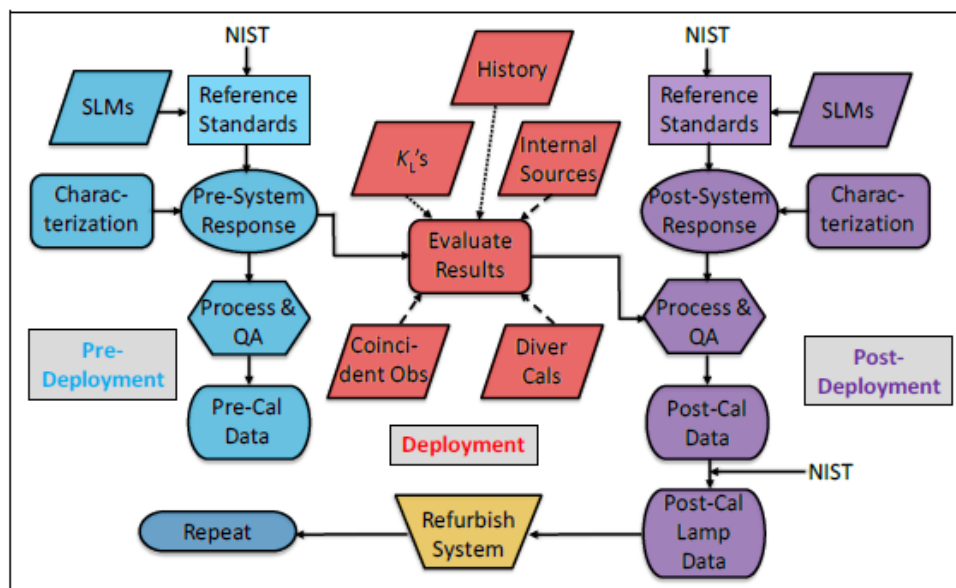 NIST
SLMs
Reference
Standards
Charac-
terization
Pre-System
Response
Process &
QA
Pre-
Deployment
Pre-Cal
Data
History
K_L's
Internal
Sources
Evaluate
Results
Coinci-
dent Obs
Diver
Cals
Deployment
NIST
Reference
Standards
SLMs
Post-System
Response
Charac-
terization
Process &
QA
Post-
Deployment
Post-Cal
Data
NIST
Post-Cal
Lamp
Data
Refurbish
System
Repeat